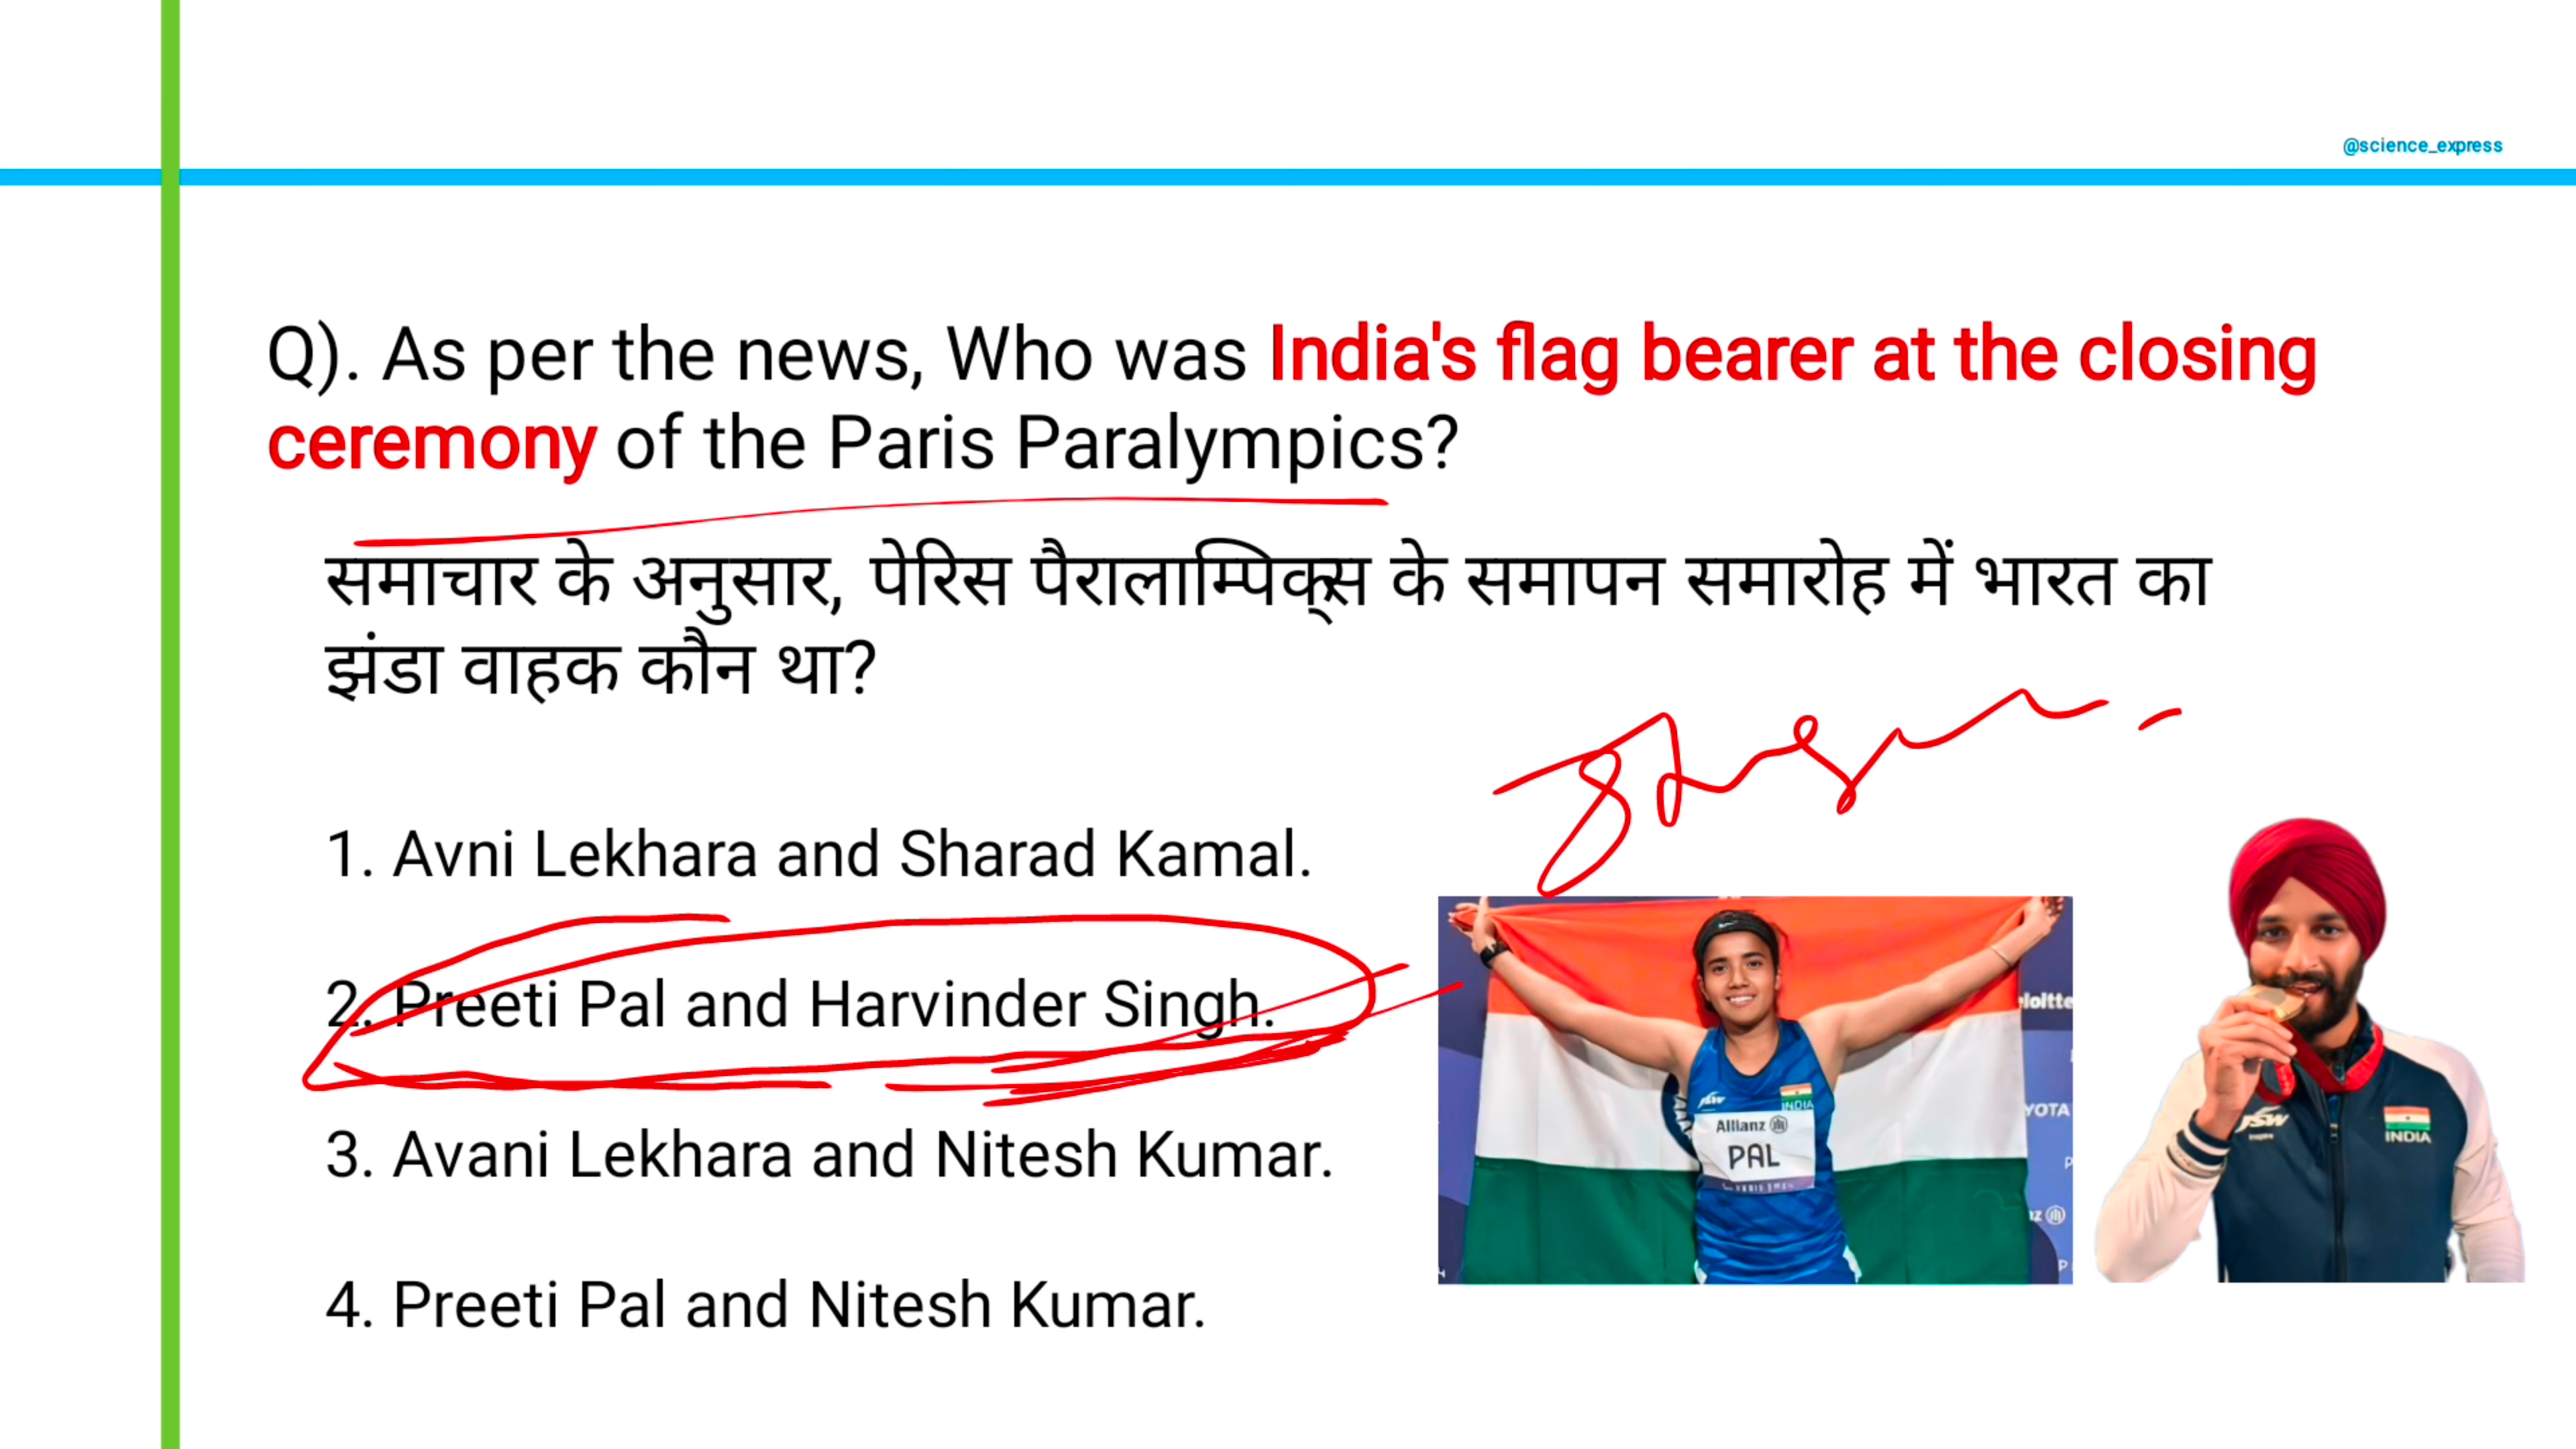 @science_express
Q). As per the news, Who was India's flag bearer at the closing
ceremony of the Paris Paralympics?
समाचार के अनुसार, पेरिस पैरालाम्पिक्स के समापन समारोह में भारत का
झंडा वाहक कौन था?
1. Avni Lekhara and Sharad Kamal.
2. Preeti Pal and Harvinder Singh.
3. Avani Lekhara and Nitesh Kumar.
4. Preeti Pal and Nitesh Kumar.
INDIA
Allianz
PAL
JSW
INDIA